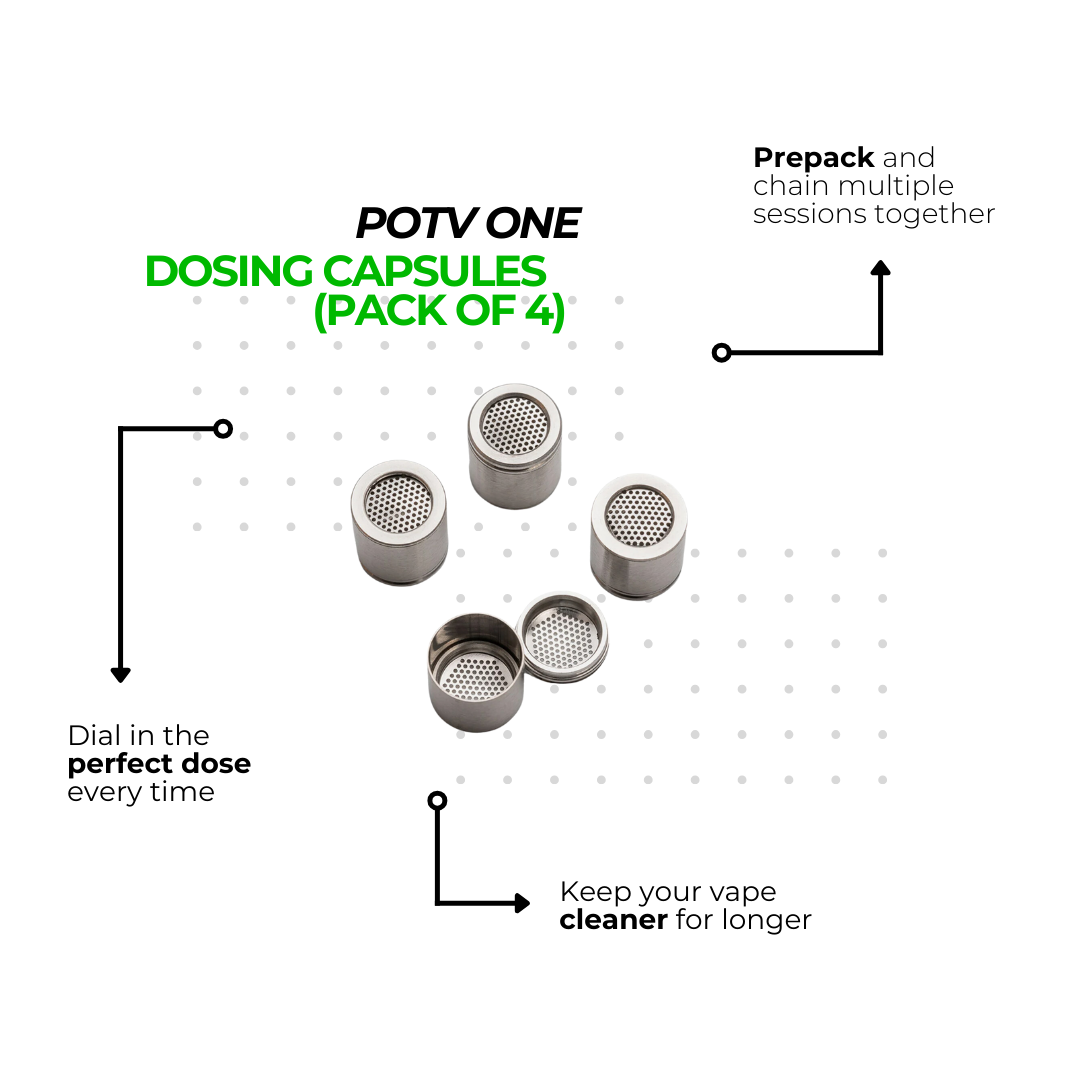 POTV ONE
DOSING CAPSULES
(PACK OF 4)
Prepack and
chain multiple
sessions together
Dial in the
perfect dose
every time
Keep your vape
cleaner for longer